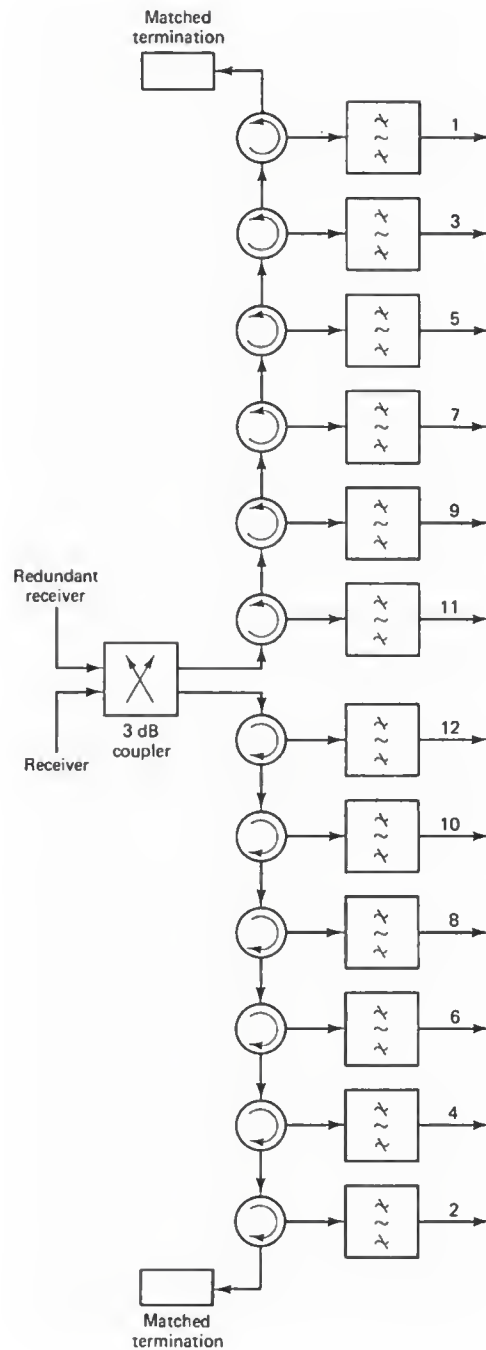 Matched
termination
1
3
5
7
9
11
Redundant
receiver
3 dB
coupler
Receiver
12
10
8
6
4
2
Matched
termination